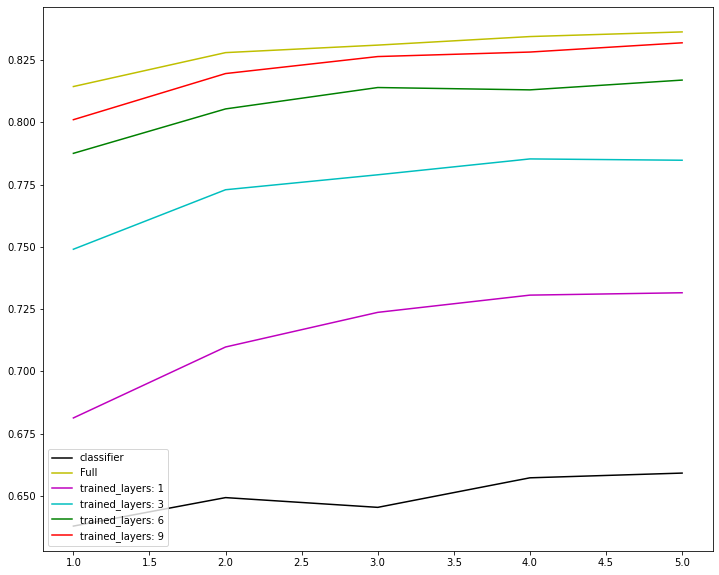 0.825
0.800
0.775
0.750
0.725
0.700
0.675
0.650
classifier
Full
trained_layers: 1
trained_layers: 3
trained_layers: 6
trained_layers: 9
1.0 1.5 2.0 2.5 3.0 3.5 4.0 4.5 5.0